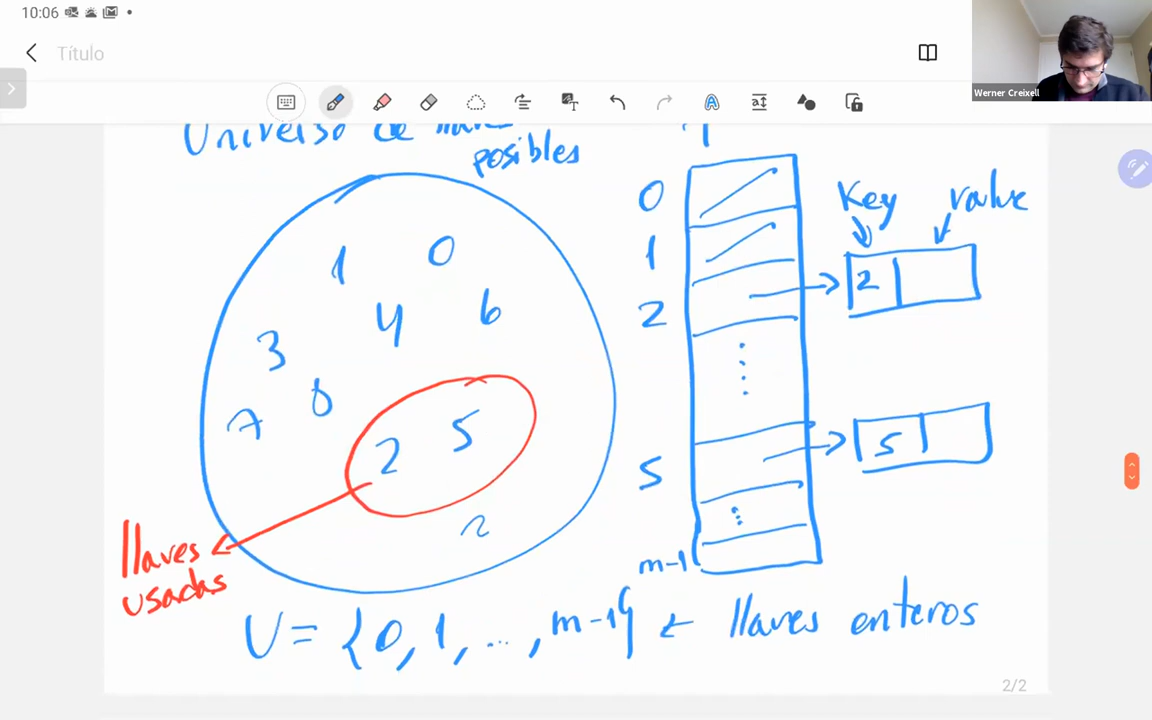 10:06
Título
Werner Creixell
Universo de llaves
posibles
0
1
2
5
m-1
Key
value
2
5
1 0
4 6
3
7 0
2 5
2
llaves
usadas
U = {0, 1, ..., m-1} ← llaves enteros
2/2